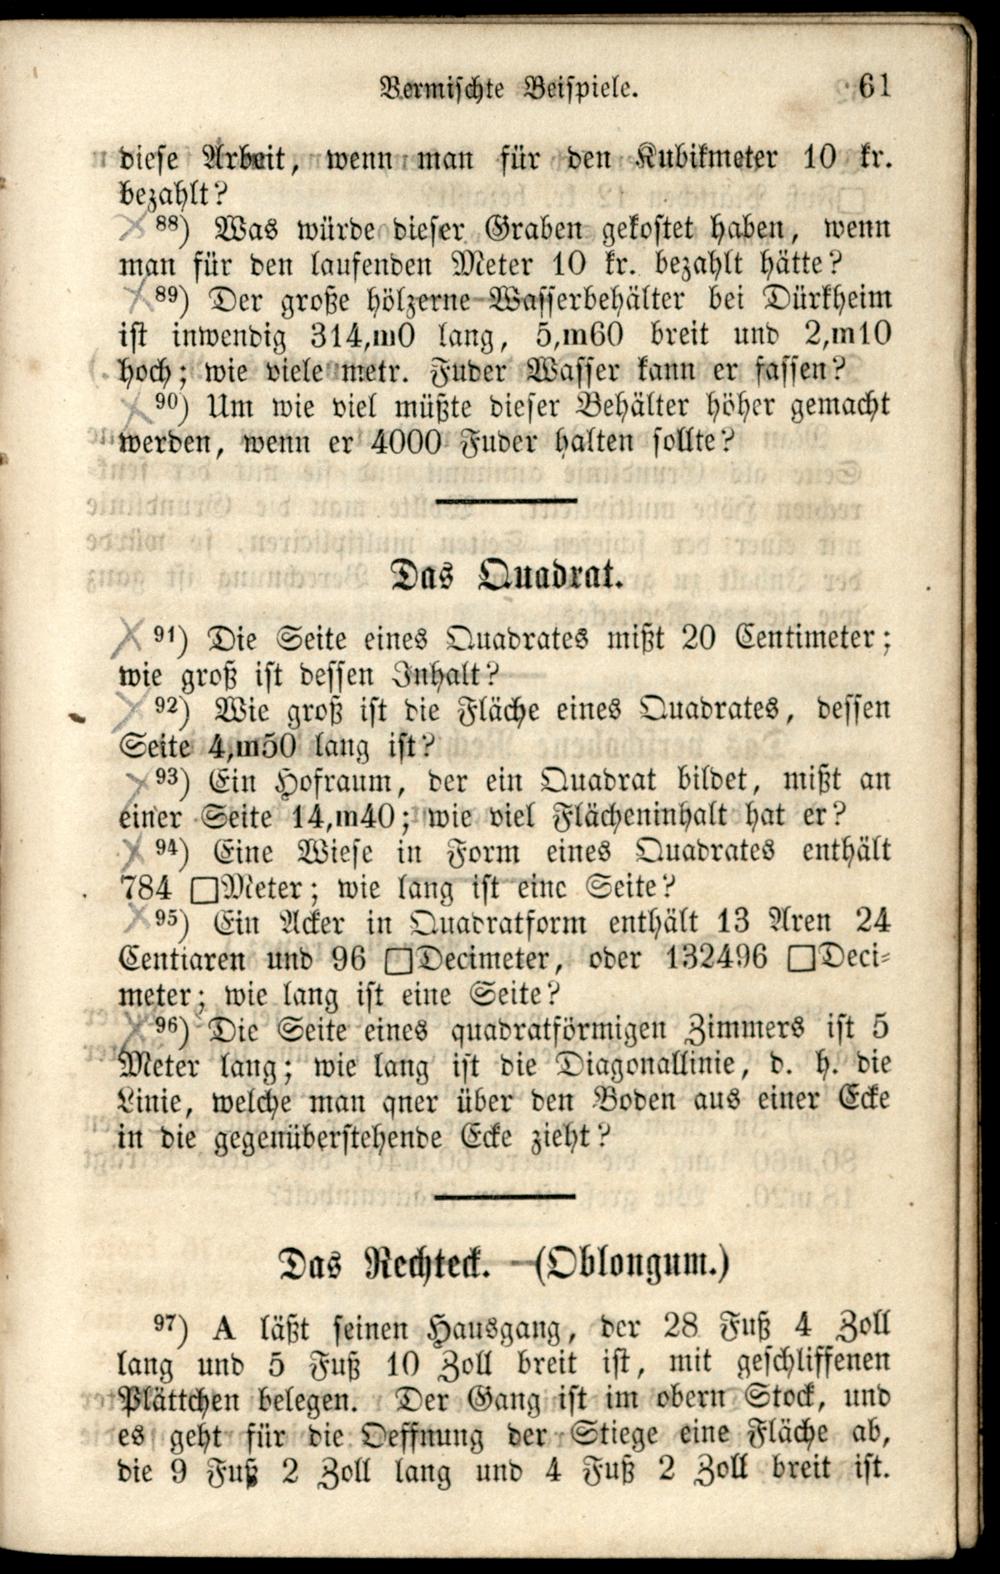 Vermischte Beispiele. 61
diese Arbeit, wenn man für den Kubikmeter 10 kr.
bezahlt?
88) Was würde dieser Graben gekostet haben, wenn
man für den laufenden Meter 10 kr. bezahlt hätte?
89) Der große hölzerne Wasserbehälter bei Dürkheim
ist inwendig 314,m0 lang, 5,m60 breit und 2,m10
hoch; wie viele metr. Fuder Wasser kann er fassen?
90) Um wie viel müßte dieser Behälter höher gemacht
werden, wenn er 4000 Fuder halten sollte?
Das Quadrat.
91) Die Seite eines Quadrates mißt 20 Centimeter;
wie groß ist dessen Inhalt?
92) Wie groß ist die Fläche eines Quadrates, dessen
Seite 4,m50 lang ist?
93) Ein Hofraum, der ein Quadrat bildet, mißt an
einer Seite 14,m40; wie viel Flächeninhalt hat er?
94) Eine Wiese in Form eines Quadrates enthält
784 □Meter; wie lang ist eine Seite?
95) Ein Acker in Quadratform enthält 13 Aren 24
Centiaren und 96 □Decimeter, oder 132496 □Deci-
meter; wie lang ist eine Seite?
96) Die Seite eines quadratförmigen Zimmers ist 5
Meter lang; wie lang ist die Diagonallinie, d. h. die
Linie, welche man quer über den Boden aus einer Ecke
in die gegenüberstehende Ecke zieht?
Das Rechteck. — (Oblongum.)
97) A läßt seinen Hausgang, der 28 Fuß 4 Zoll
lang und 5 Fuß 10 Zoll breit ist, mit geschliffenen
Plättchen belegen. Der Gang ist im obern Stock, und
es geht für die Oeffnung der Stiege eine Fläche ab,
die 9 Fuß 2 Zoll lang und 4 Fuß 2 Zoll breit ist.